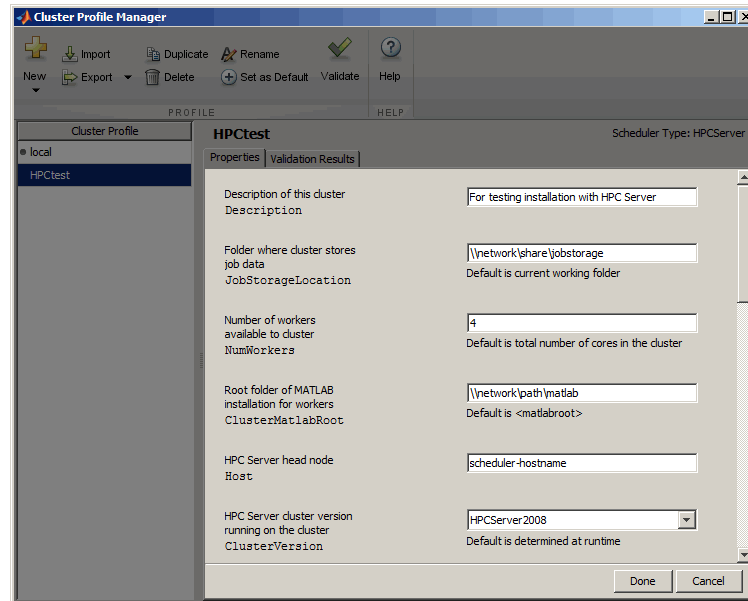 Cluster Profile Manager
Import
Duplicate
Rename
New
Export
Delete
Set as Default
Validate
Help
PROFILE
HELP
Cluster Profile
local
HPCtest
HPCtest
Scheduler Type: HPCServer
Properties
Validation Results
Description of this cluster
Description
For testing installation with HPC Server
Folder where cluster stores
job data
JobStorageLocation
\\network\share\jobstorage
Default is current working folder
Number of workers
available to cluster
NumWorkers
4
Default is total number of cores in the cluster
Root folder of MATLAB
installation for workers
ClusterMatlabRoot
\\network\path\matlab
Default is <matlabroot>
HPC Server head node
Host
scheduler-hostname
HPC Server cluster version
running on the cluster
ClusterVersion
HPCServer2008
Default is determined at runtime
Done
Cancel